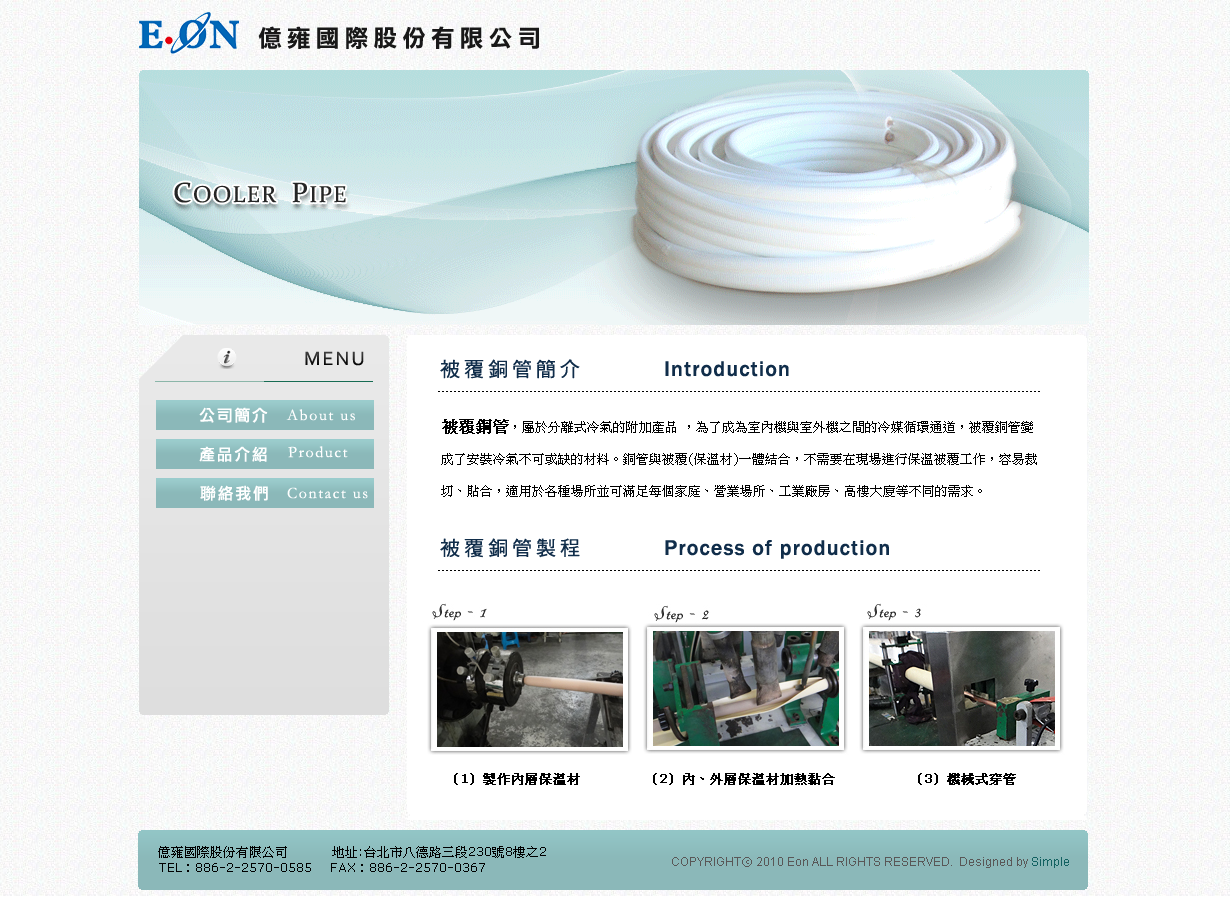 E.ON 億雍國際股份有限公司
COOLER PIPE
i MENU
公司簡介 About us
產品介紹 Product
聯絡我們 Contact us
被覆銅管簡介 Introduction
被覆銅管，屬於分離式冷氣的附加產品 ，為了成為室內機與室外機之間的冷媒循環通道，被覆銅管變
成了安裝冷氣不可或缺的材料。銅管與被覆(保溫材)一體結合，不需要在現場進行保溫被覆工作，容易裁
切、貼合，適用於各種場所並可滿足每個家庭、營業場所、工業廠房、高樓大廈等不同的需求。
被覆銅管製程 Process of production
Step - 1
Step - 2
Step - 3
（1）製作內層保溫材
（2）內、外層保溫材加熱黏合
（3）機械式穿管
億雍國際股份有限公司 地址:台北市八德路三段230號8樓之2
TEL：886-2-2570-0585 FAX：886-2-2570-0367
COPYRIGHT© 2010 Eon ALL RIGHTS RESERVED. Designed by Simple